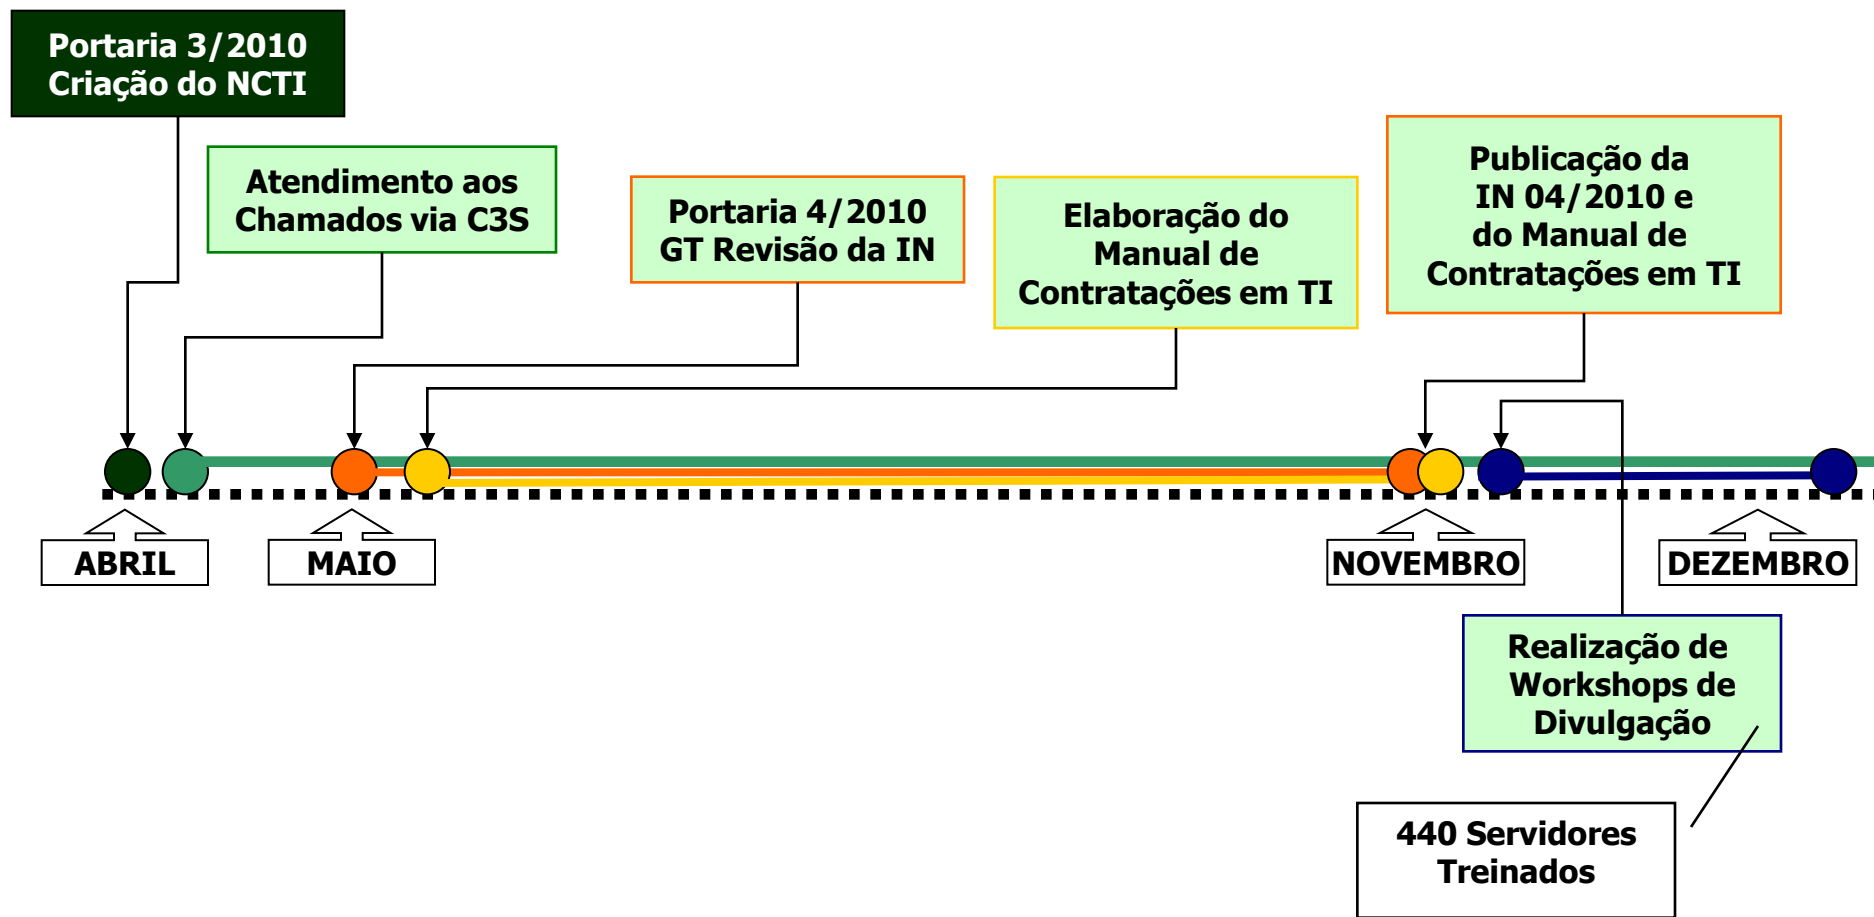 Portaria 3/2010
Criação do NCTI
Atendimento aos
Chamados via C3S
Portaria 4/2010
GT Revisão da IN
Elaboração do
Manual de
Contratações em TI
Publicação da
IN 04/2010 e
do Manual de
Contratações em TI
ABRIL
MAIO
NOVEMBRO
DEZEMBRO
Realização de
Workshops de
Divulgação
440 Servidores
Treinados